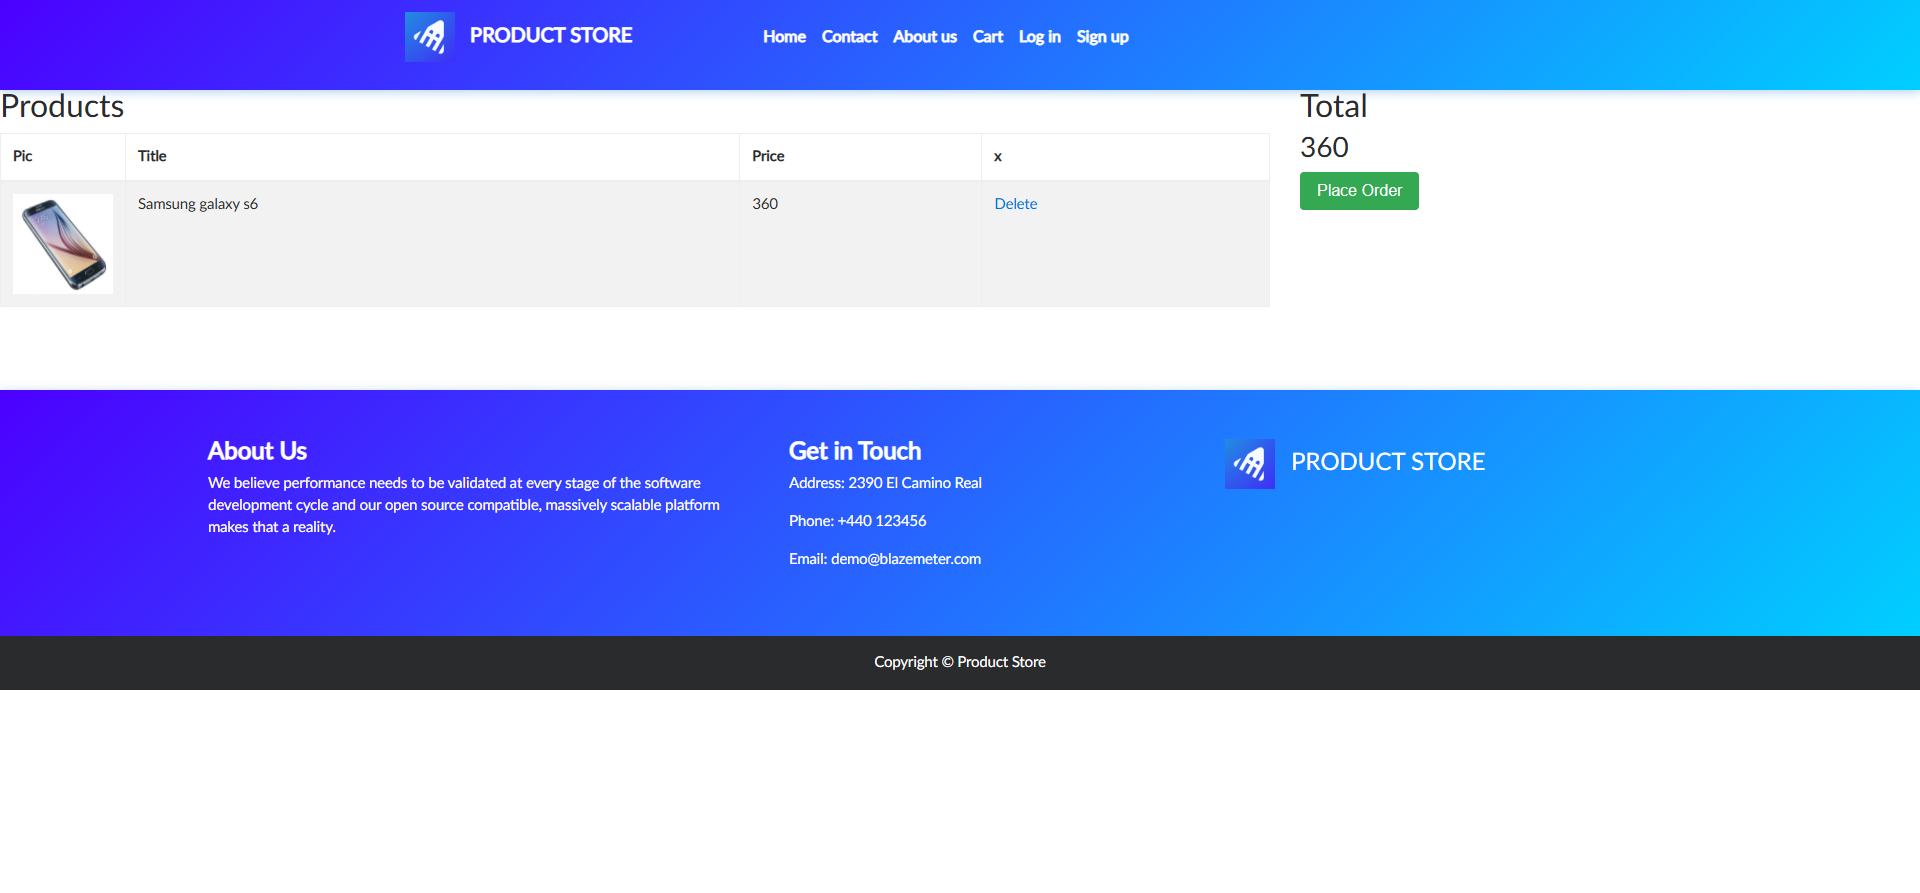 PRODUCT STORE
Home Contact About us Cart Log in Sign up
Products
Pic Title Price x
Samsung galaxy s6 360 Delete
Total
360
Place Order
About Us
We believe performance needs to be validated at every stage of the software
development cycle and our open source compatible, massively scalable platform
makes that a reality.
Get in Touch
Address: 2390 El Camino Real
Phone: +440 123456
Email: demo@blazemeter.com
PRODUCT STORE
Copyright © Product Store